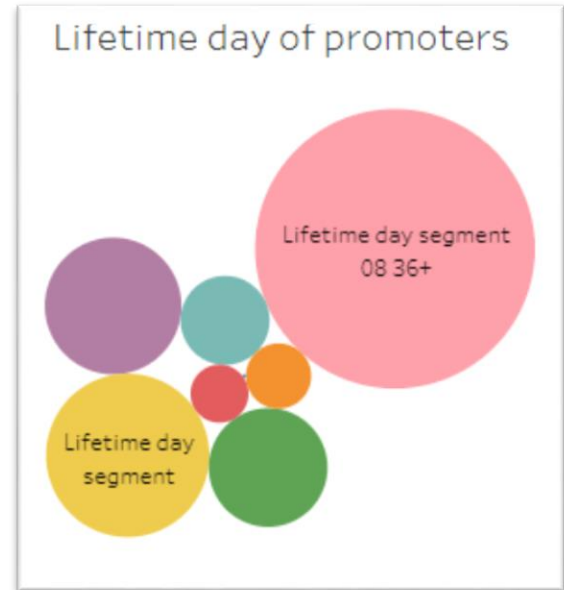 Lifetime day of promoters
Lifetime day segment
08 36+
Lifetime day
segment